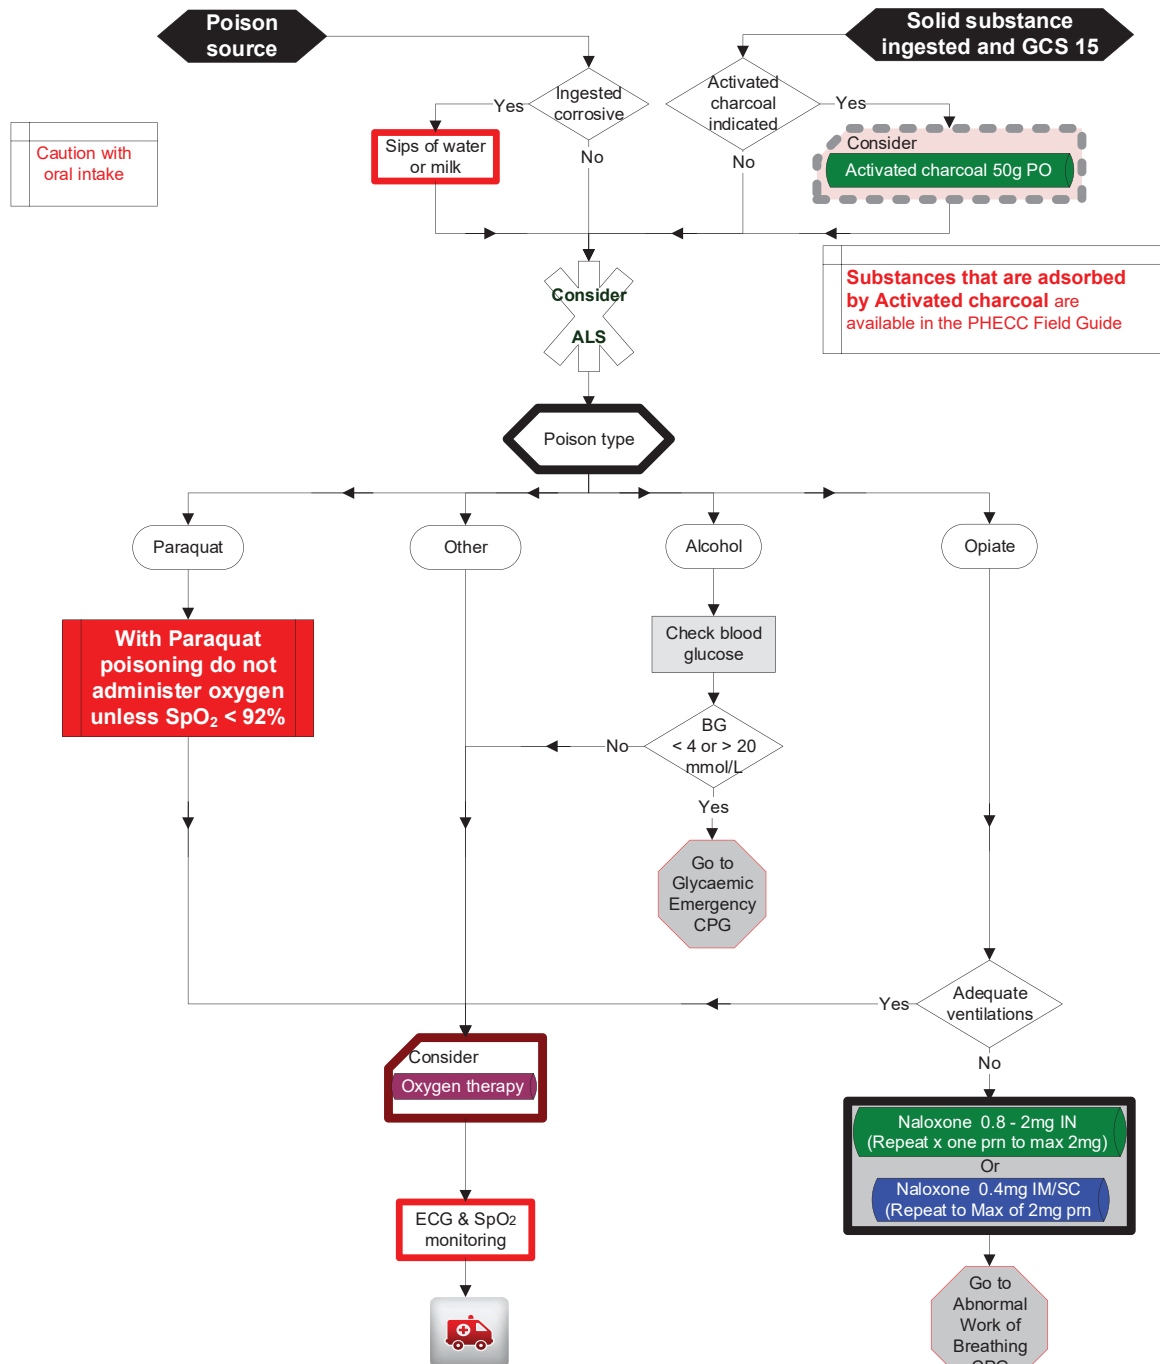 Poison
source
Solid substance
ingested and GCS 15
Ingested
corrosive
Yes
No
Activated
charcoal
indicated
Yes
No
Caution with
oral intake
Sips of water
or milk
Consider
Activated charcoal 50g PO
Substances that are adsorbed
by Activated charcoal are
available in the PHECC Field Guide
Consider
ALS
Poison type
Paraquat
Other
Alcohol
Opiate
With Paraquat
poisoning do not
administer oxygen
unless SpO₂ < 92%
Check blood
glucose
BG
< 4 or > 20
mmol/L
No
Yes
Go to
Glycaemic
Emergency
CPG
Adequate
ventilations
Yes
No
Consider
Oxygen therapy
Naloxone 0.8 - 2mg IN
(Repeat x one prn to max 2mg)
Or
Naloxone 0.4mg IM/SC
(Repeat to Max of 2mg prn
ECG & SpO2
monitoring
Go to
Abnormal
Work of
Breathing